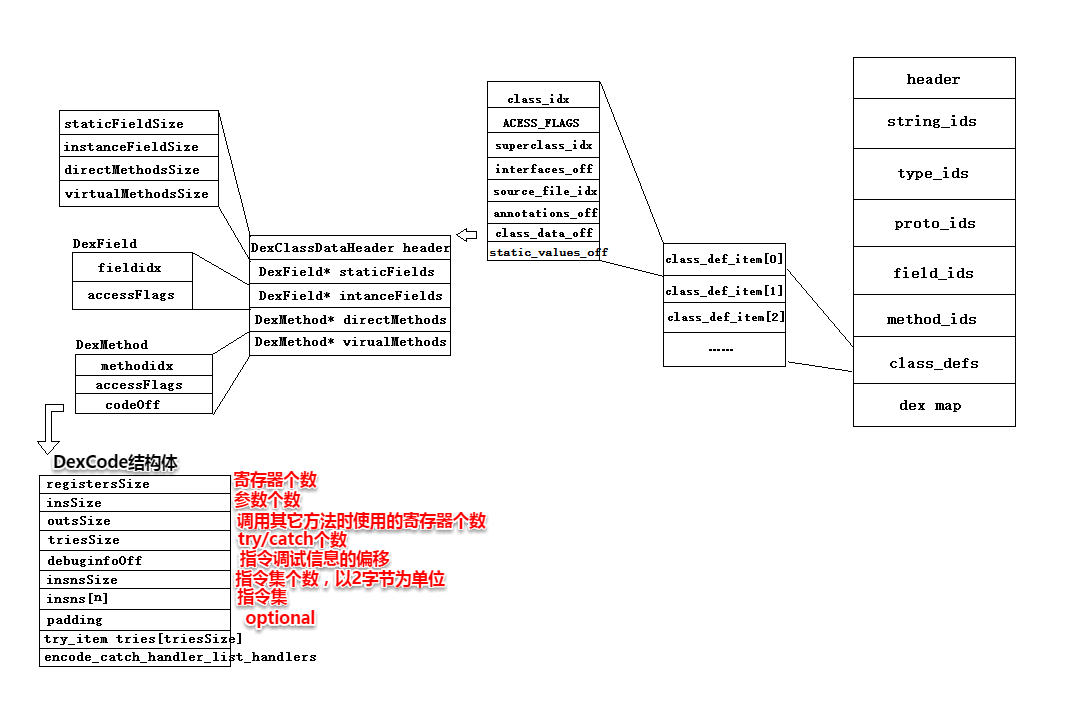 staticFieldSize
instanceFieldSize
directMethodsSize
virtualMethodsSize
DexField
fieldidx
accessFlags
DexMethod
methodidx
accessFlags
codeOff
DexClassDataHeader header
DexField* staticFields
DexField* intanceFields
DexMethod* directMethods
DexMethod* virualMethods
class_idx
ACESS_FLAGS
superclass_idx
interfaces_off
source_file_idx
annotations_off
class_data_off
static_values_off
class_def_item[0]
class_def_item[1]
class_def_item[2]
······
header
string_ids
type_ids
proto_ids
field_ids
method_ids
class_defs
dex map
DexCode结构体
registersSize 寄存器个数
insSize 参数个数
outsSize 调用其它方法时使用的寄存器个数
triesSize try/catch个数
debuginfoOff 指令调试信息的偏移
insnsSize 指令集个数，以2字节为单位
insns[n] 指令集
padding optional
try_item tries[triesSize]
encode_catch_handler_list_handlers